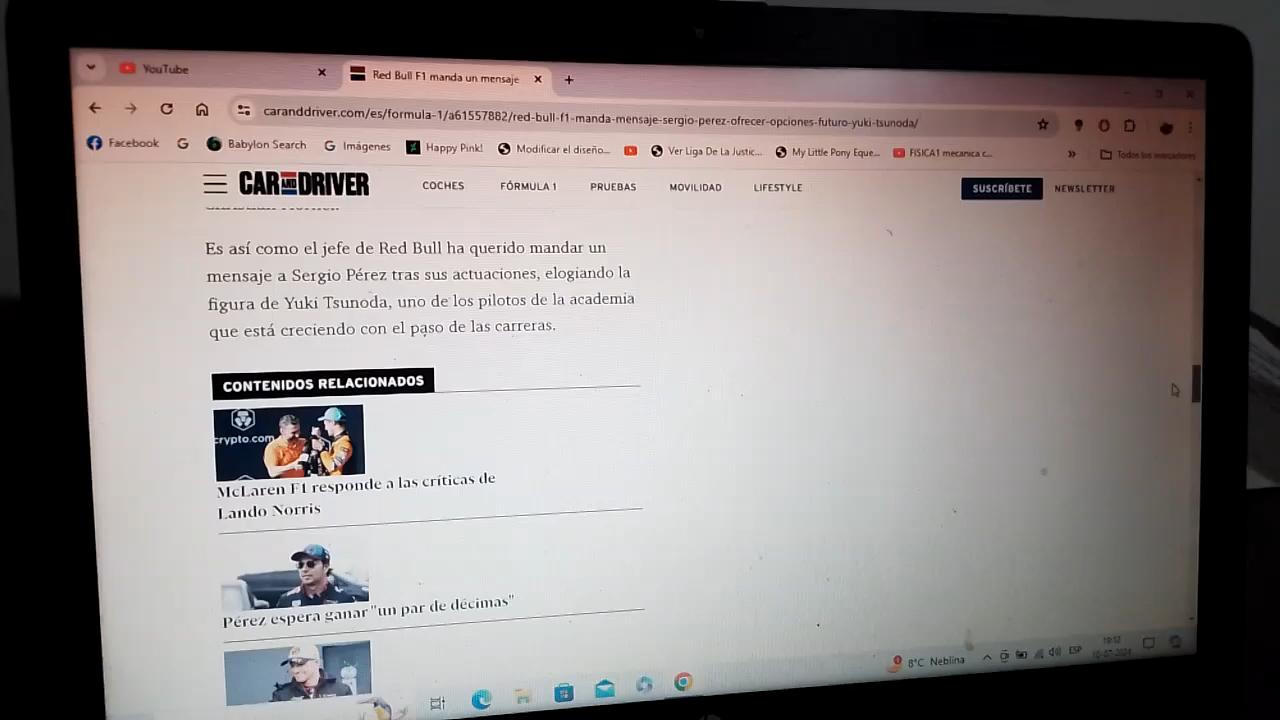 YouTube
Red Bull F1 manda un mensaje
caranddriver.com/es/formula-1/a61557882/red-bull-f1-manda-mensaje-sergio-perez-ofrecer-opciones-futuro-yuki-tsunoda/
Facebook
Babylon Search
Imágenes
Happy Pink!
Modificar el diseño...
Ver Liga De La Justic...
My Little Pony Eque...
FISICA1 mecanica c...
»
Todos los marcadores
CAR AND DRIVER
COCHES
FÓRMULA 1
PRUEBAS
MOVILIDAD
LIFESTYLE
SUSCRÍBETE
NEWSLETTER
Es así como el jefe de Red Bull ha querido mandar un
mensaje a Sergio Pérez tras sus actuaciones, elogiando la
figura de Yuki Tsunoda, uno de los pilotos de la academia
que está creciendo con el paso de las carreras.
CONTENIDOS RELACIONADOS
crypto.com
McLaren F1 responde a las críticas de
Lando Norris
Pérez espera ganar "un par de décimas"
8°C Neblina
ESP
19:12
10-07-2024